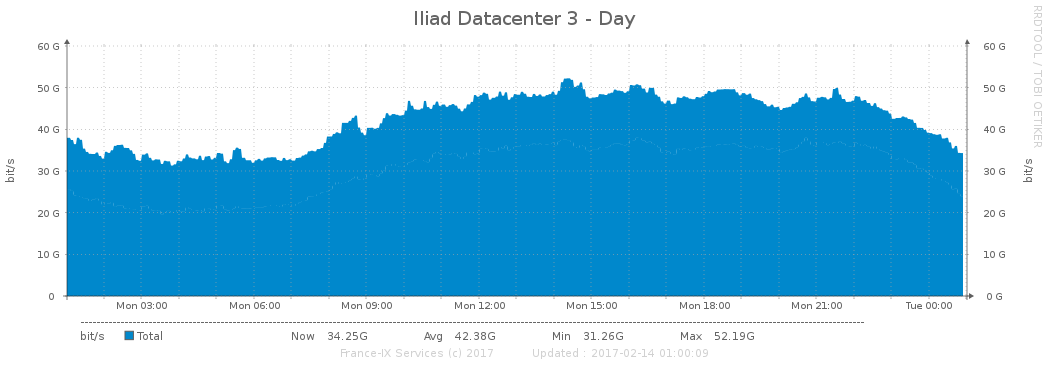 Iliad Datacenter 3 - Day
RRDTOOL / TOBI OETIKER
bit/s
60 G
50 G
40 G
30 G
20 G
10 G
0
60 G
50 G
40 G
30 G
20 G
10 G
0 G
bit/s
Mon 03:00 Mon 06:00 Mon 09:00 Mon 12:00 Mon 15:00 Mon 18:00 Mon 21:00 Tue 00:00
bit/s Total Now 34.25G Avg 42.38G Min 31.26G Max 52.19G
France-IX Services (c) 2017 Updated : 2017-02-14 01:00:09